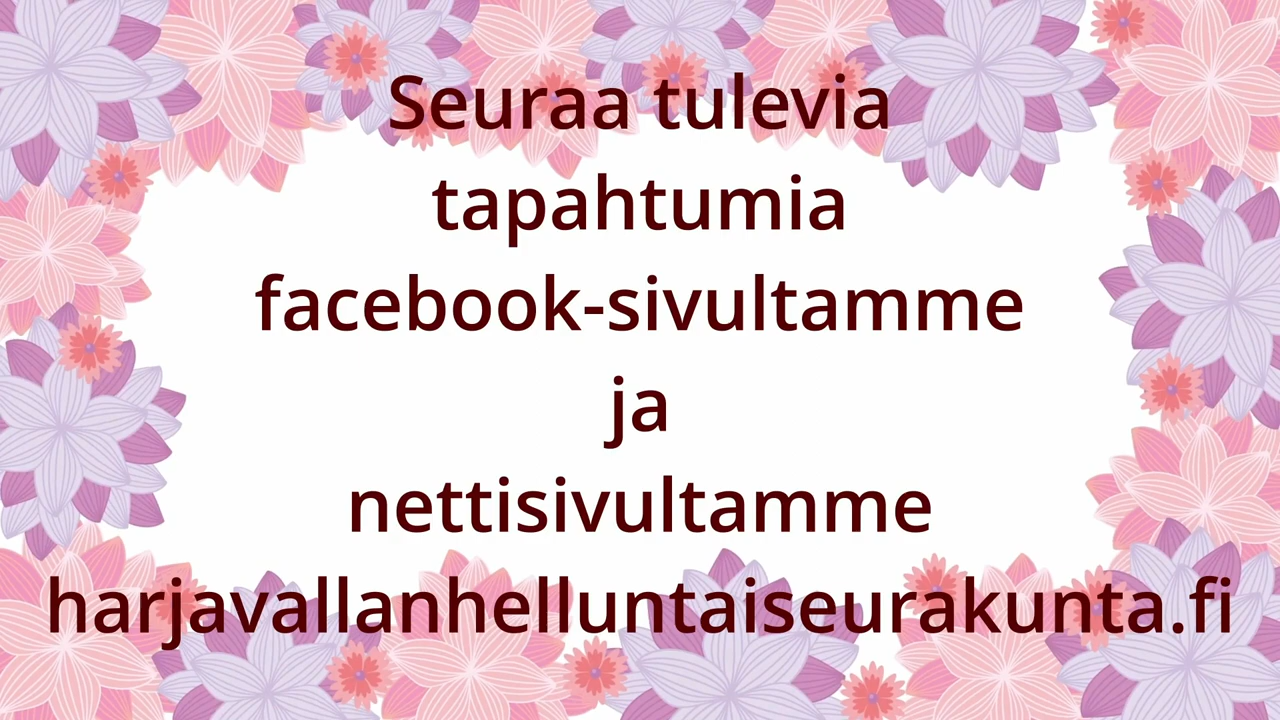 Seuraa tulevia
tapahtumia
facebook-sivultamme
ja
nettisivultamme
harjavallanhelluntaiseurakunta.fi